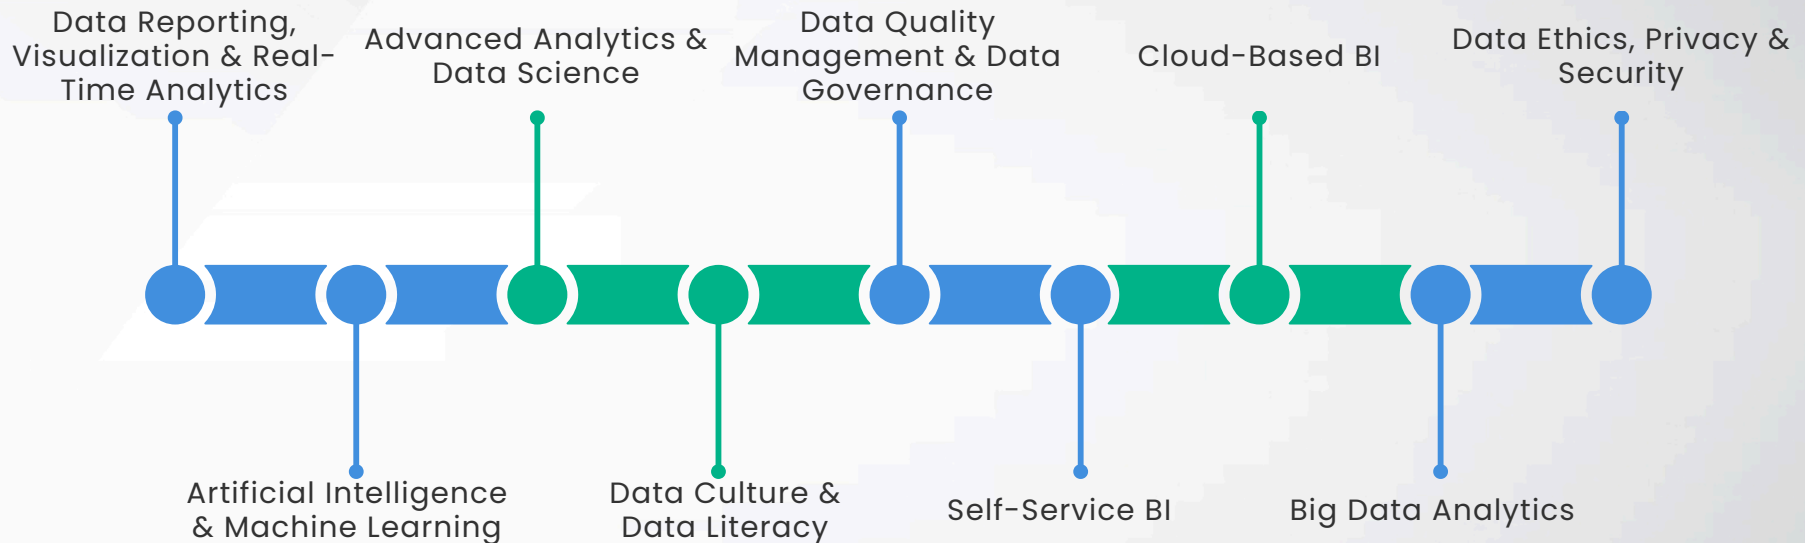 Data Reporting,
Visualization & Real-
Time Analytics
Advanced Analytics &
Data Science
Data Quality
Management & Data
Governance
Cloud-Based BI
Data Ethics, Privacy &
Security
Artificial Intelligence
& Machine Learning
Data Culture &
Data Literacy
Self-Service BI
Big Data Analytics